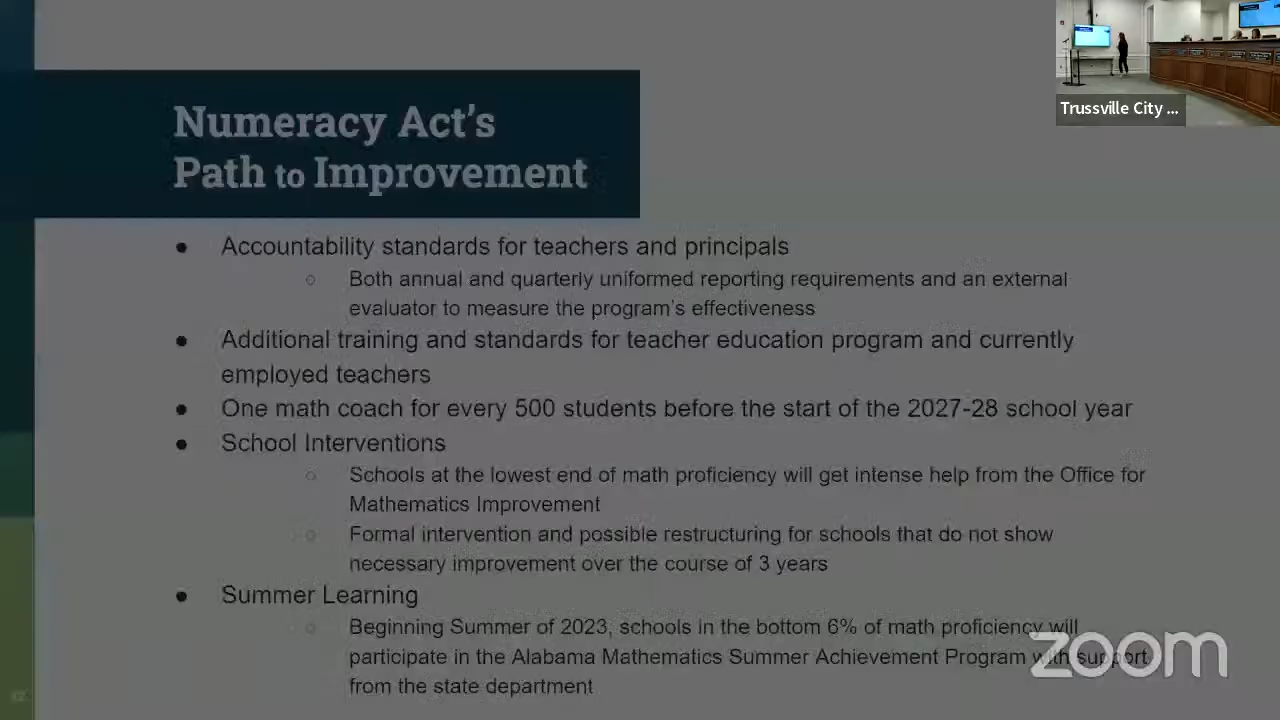 Numeracy Act's
Path to Improvement
Trussville City ...
● Accountability standards for teachers and principals
○ Both annual and quarterly uniformed reporting requirements and an external
evaluator to measure the program's effectiveness
● Additional training and standards for teacher education program and currently
employed teachers
● One math coach for every 500 students before the start of the 2027-28 school year
● School Interventions
○ Schools at the lowest end of math proficiency will get intense help from the Office for
Mathematics Improvement
○ Formal intervention and possible restructuring for schools that do not show
necessary improvement over the course of 3 years
● Summer Learning
○ Beginning Summer of 2023, schools in the bottom 6% of math proficiency will
participate in the Alabama Mathematics Summer Achievement Program with support
from the state department
zoom